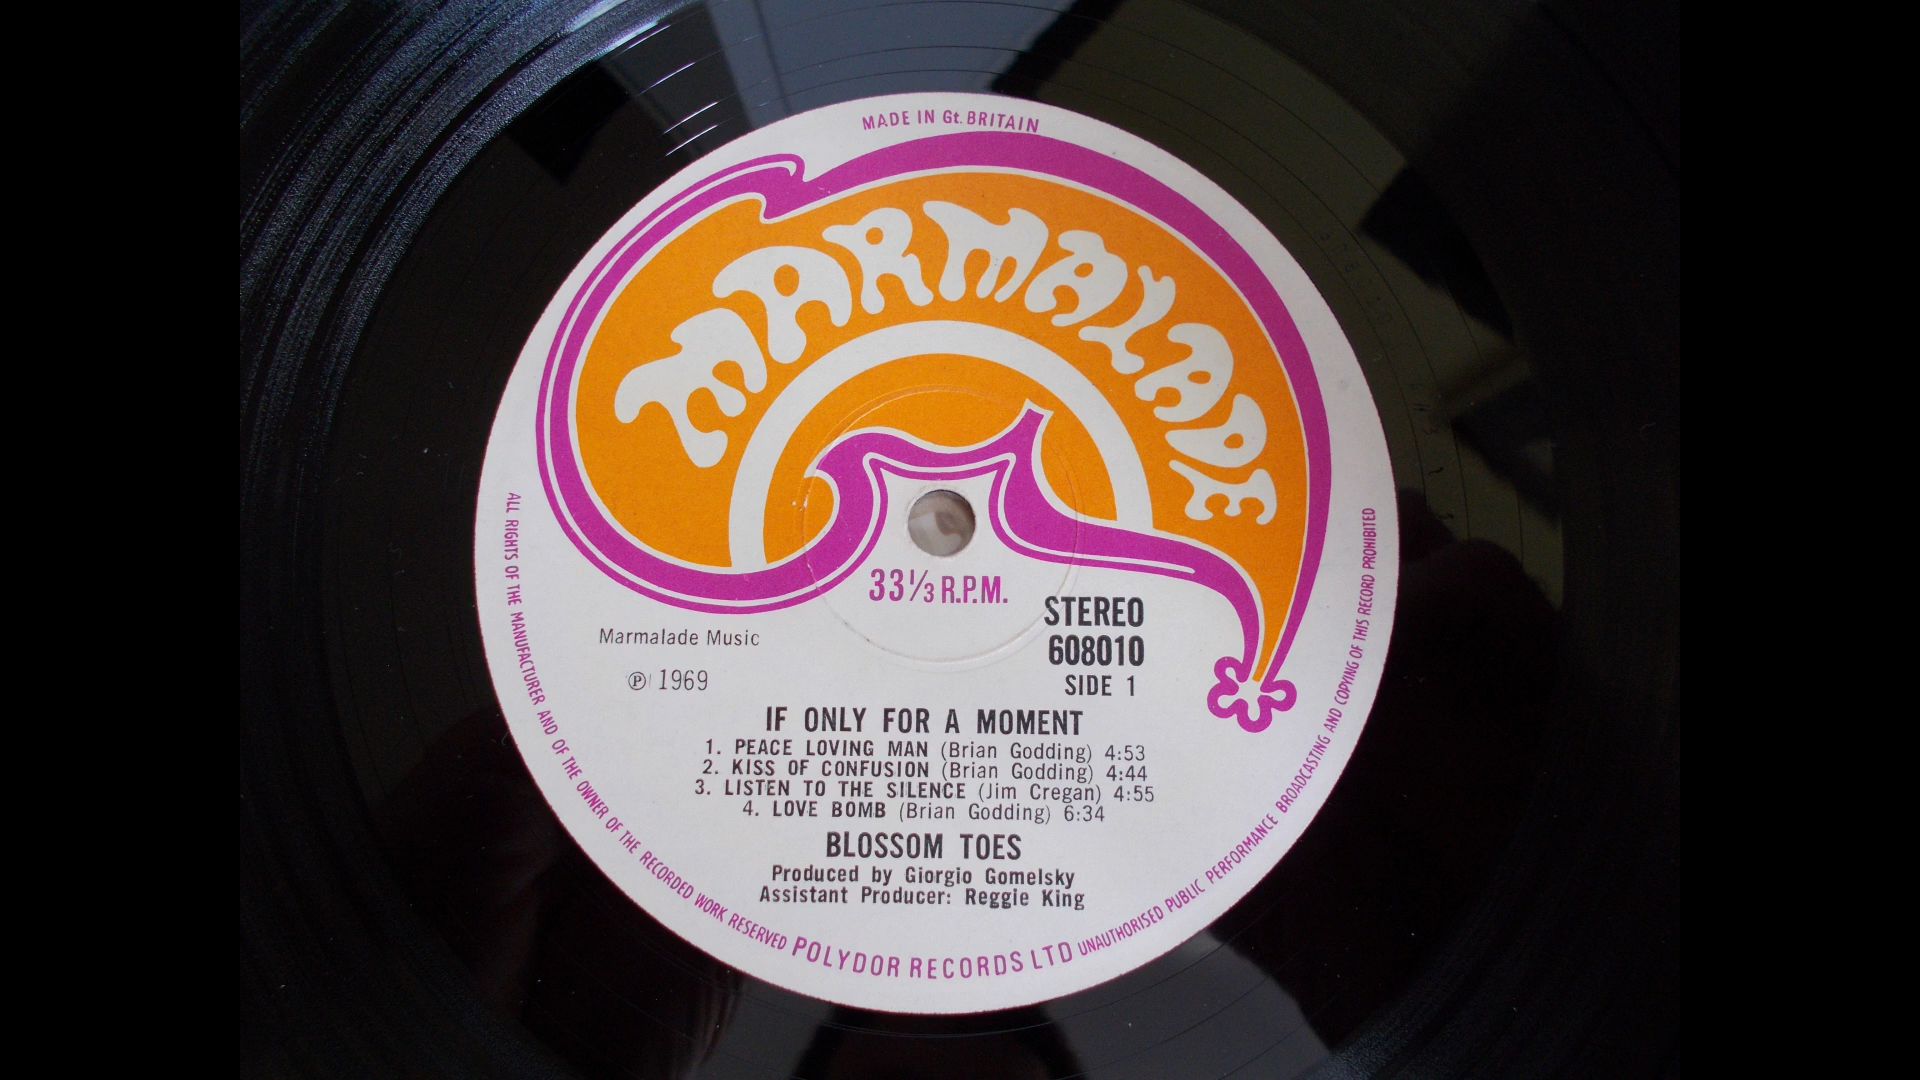 MADE IN Gt. BRITAIN
MARMALADE
33⅓ R.P.M.
STEREO
608010
SIDE 1
Marmalade Music
℗ 1969
IF ONLY FOR A MOMENT
1. PEACE LOVING MAN (Brian Godding) 4:53
2. KISS OF CONFUSION (Brian Godding) 4:44
3. LISTEN TO THE SILENCE (Jim Cregan) 4:55
4. LOVE BOMB (Brian Godding) 6:34
BLOSSOM TOES
Produced by Giorgio Gomelsky
Assistant Producer: Reggie King
ALL RIGHTS OF THE MANUFACTURER AND OF THE OWNER OF THE RECORDED WORK RESERVED POLYDOR RECORDS LTD UNAUTHORISED PUBLIC PERFORMANCE BROADCASTING AND COPYING OF THIS RECORD PROHIBITED